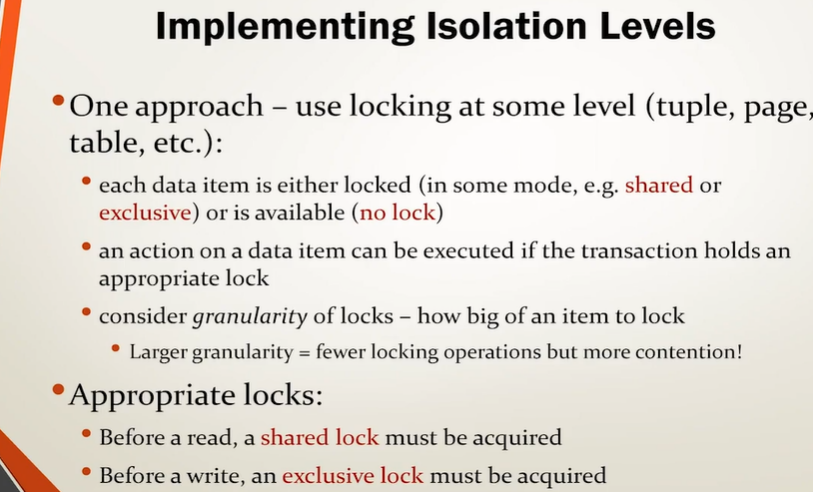 Implementing Isolation Levels
•One approach – use locking at some level (tuple, page,
table, etc.):
• each data item is either locked (in some mode, e.g. shared or
exclusive) or is available (no lock)
• an action on a data item can be executed if the transaction holds an
appropriate lock
• consider granularity of locks – how big of an item to lock
• Larger granularity = fewer locking operations but more contention!
•Appropriate locks:
• Before a read, a shared lock must be acquired
• Before a write, an exclusive lock must be acquired